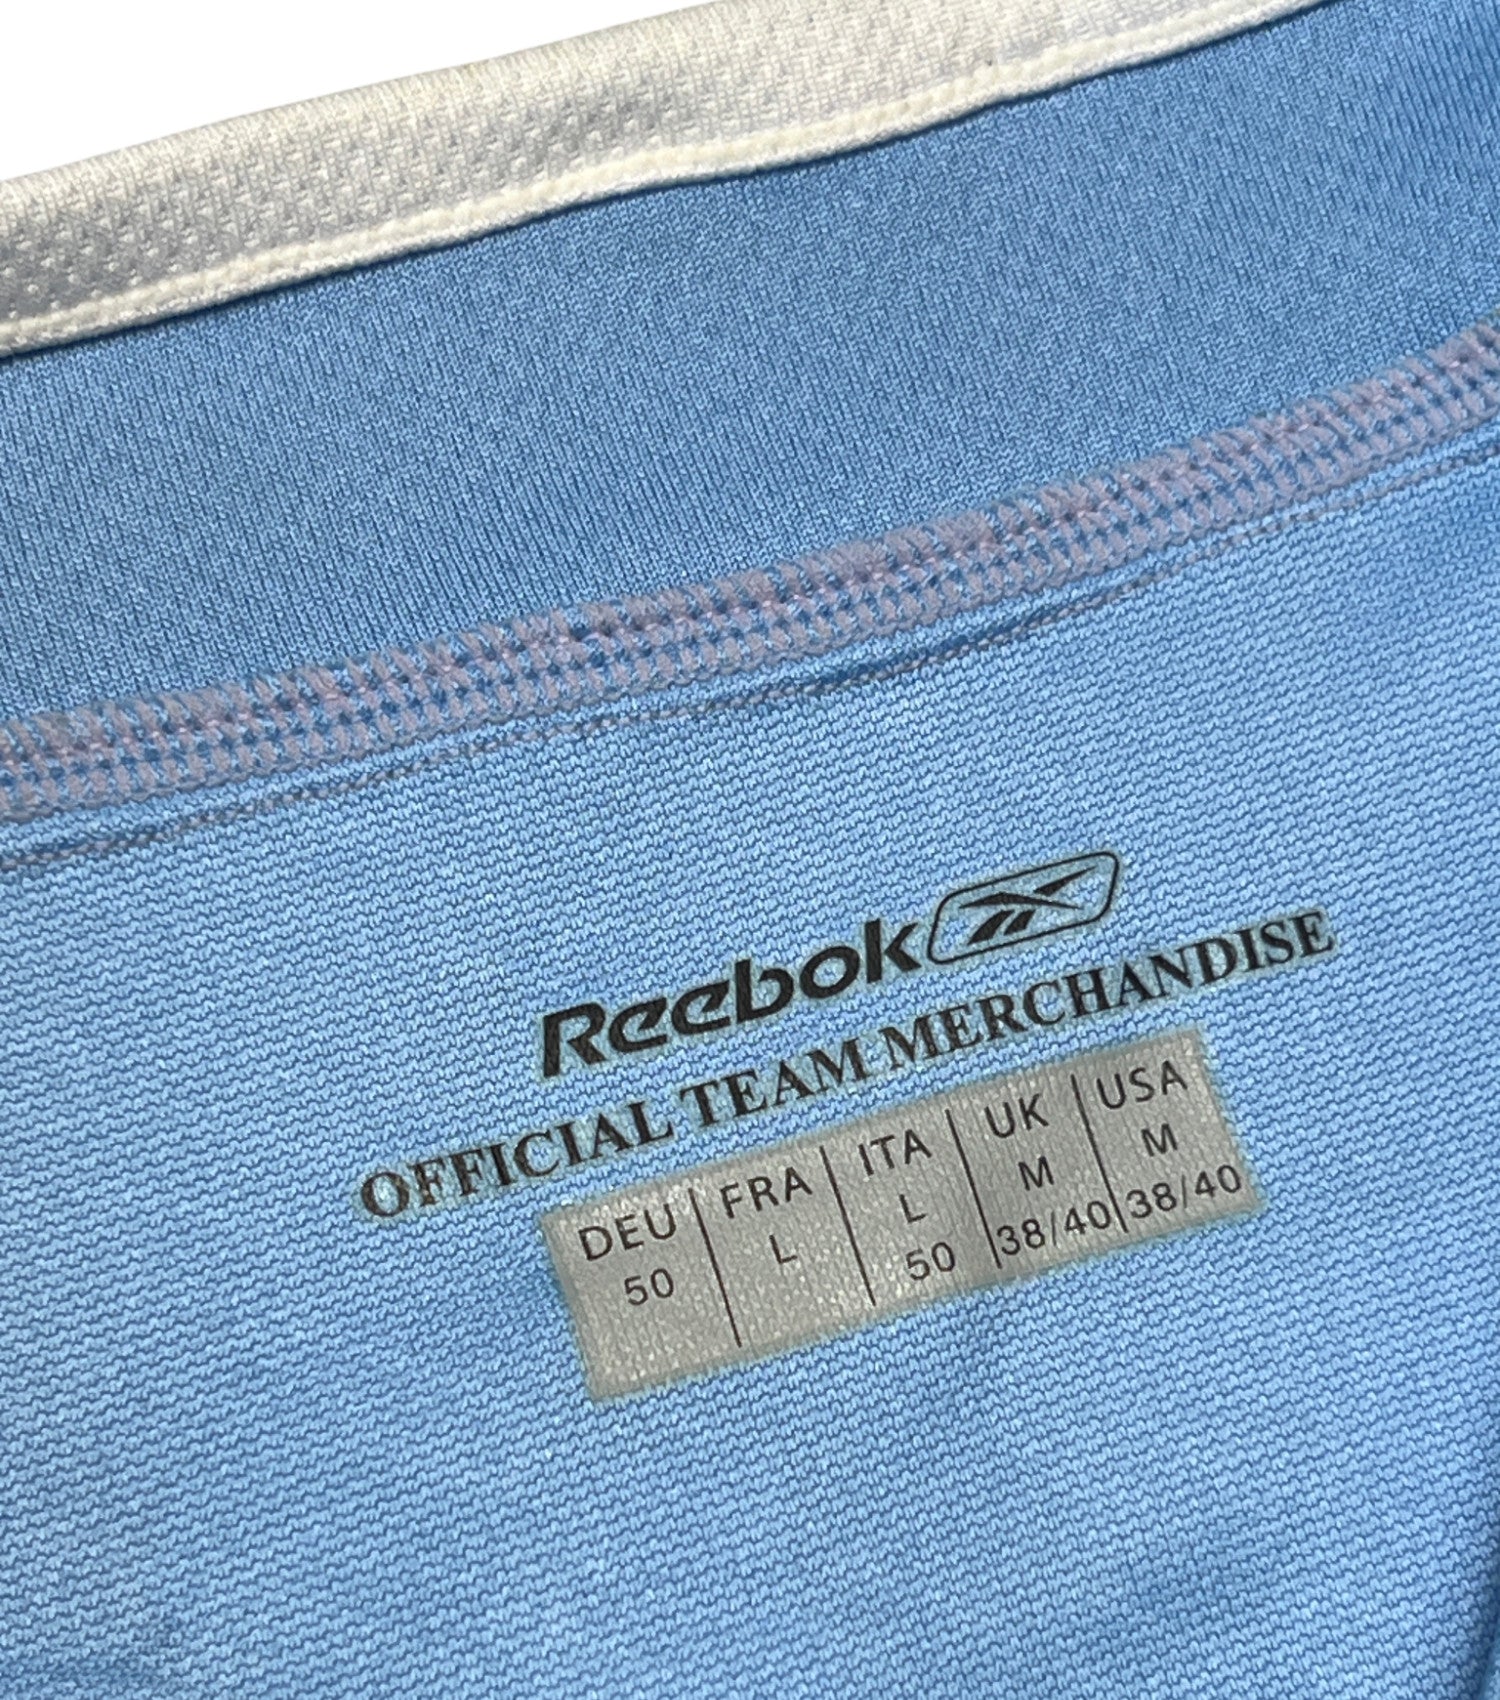 Reebok
OFFICIAL TEAM MERCHANDISE
DEU FRA ITA UK USA
50 L L M M
50 38/40 38/40